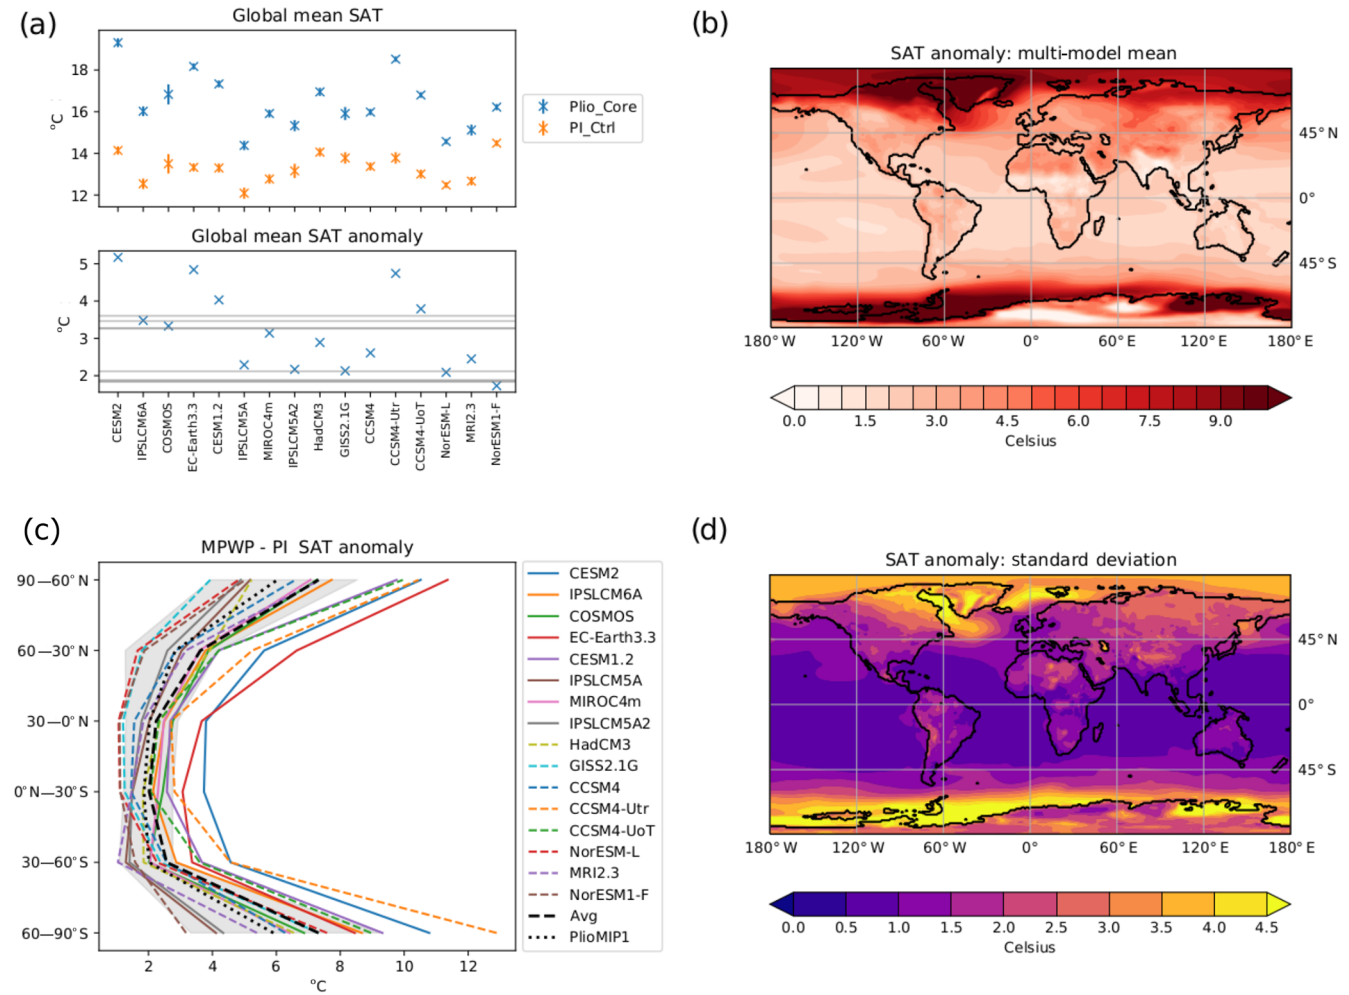 (a)
Global mean SAT
18
16
14
12
°C
Plio_Core
PI_Ctrl
Global mean SAT anomaly
5
4
3
2
°C
CESM2
IPSLCM6A
COSMOS
EC-Earth3.3
CESM1.2
IPSLCM5A
MIROC4m
IPSLCM5A2
HadCM3
GISS2.1G
CCSM4
CCSM4-Utr
CCSM4-UoT
NorESM-L
MRI2.3
NorESM1-F
(b)
SAT anomaly: multi-model mean
45°N
0°
45°S
180°W 120°W 60°W 0° 60°E 120°E 180°E
0.0 1.5 3.0 4.5 6.0 7.5 9.0
Celsius
(c)
MPWP - PI SAT anomaly
90—60°N
60—30°N
30—0°N
0°N—30°S
30—60°S
60—90°S
2 4 6 8 10 12
°C
CESM2
IPSLCM6A
COSMOS
EC-Earth3.3
CESM1.2
IPSLCM5A
MIROC4m
IPSLCM5A2
HadCM3
GISS2.1G
CCSM4
CCSM4-Utr
CCSM4-UoT
NorESM-L
MRI2.3
NorESM1-F
Avg
PlioMIP1
(d)
SAT anomaly: standard deviation
45°N
0°
45°S
180°W 120°W 60°W 0° 60°E 120°E 180°E
0.0 0.5 1.0 1.5 2.0 2.5 3.0 3.5 4.0 4.5
Celsius